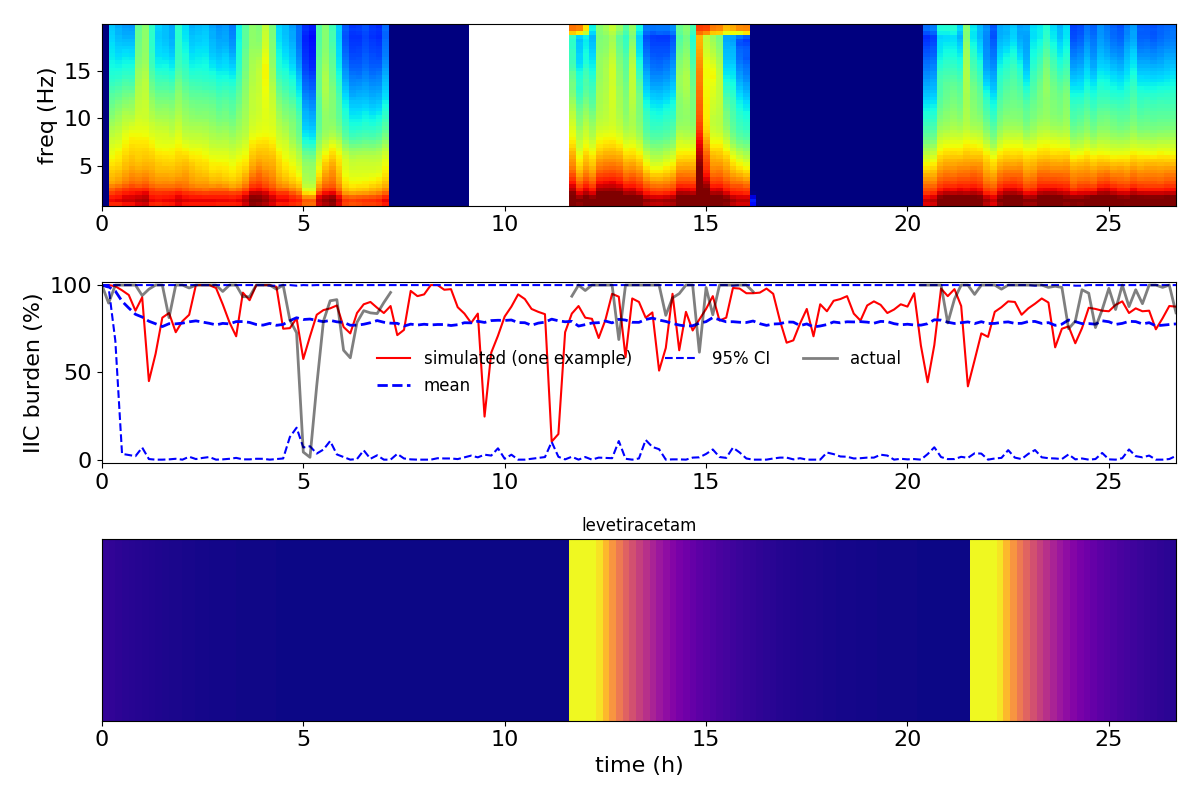 freq (Hz)
15
10
5
0 5 10 15 20 25
IIC burden (%)
100
50
0
simulated (one example) 95% CI actual
mean
0 5 10 15 20 25
levetiracetam
0 5 10 15 20 25
time (h)